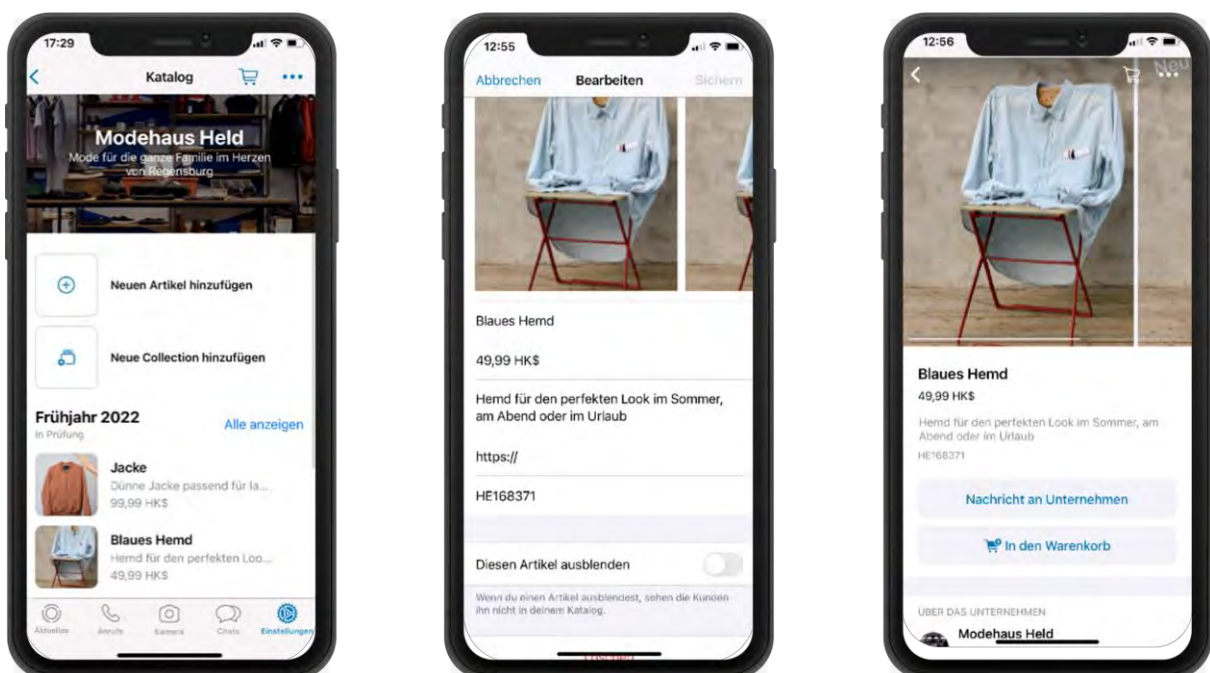 17:29
Katalog
Modehaus Held
Mode für die ganze Familie im Herzen
von Regensburg
Neuen Artikel hinzufügen
Neue Collection hinzufügen
Frühjahr 2022
Alle anzeigen
In Prüfung
Jacke
Dünne Jacke passend für la...
99,99 HK$
Blaues Hemd
Hemd für den perfekten Loo...
49,99 HK$
Aktuelles
Anrufe
Kamera
Chats
Einstellungen
12:55
Abbrechen
Bearbeiten
Sichern
Blaues Hemd
49,99 HK$
Hemd für den perfekten Look im Sommer,
am Abend oder im Urlaub
https://
HE168371
Diesen Artikel ausblenden
Wenn du einen Artikel ausblendest, sehen die Kunden
ihn nicht in deinem Katalog.
Löschen
12:56
Neu
Blaues Hemd
49,99 HK$
Hemd für den perfekten Look im Sommer, am
Abend oder im Urlaub
HE168371
Nachricht an Unternehmen
In den Warenkorb
ÜBER DAS UNTERNEHMEN
Modehaus Held